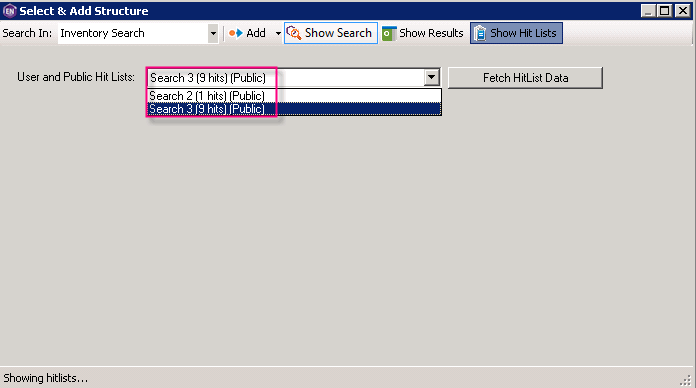 EN Select & Add Structure
Search In: Inventory Search Add Show Search Show Results Show Hit Lists
User and Public Hit Lists: Search 3 (9 hits) (Public) Fetch HitList Data
Search 2 (1 hits) (Public)
Search 3 (9 hits) (Public)
Showing hitlists...